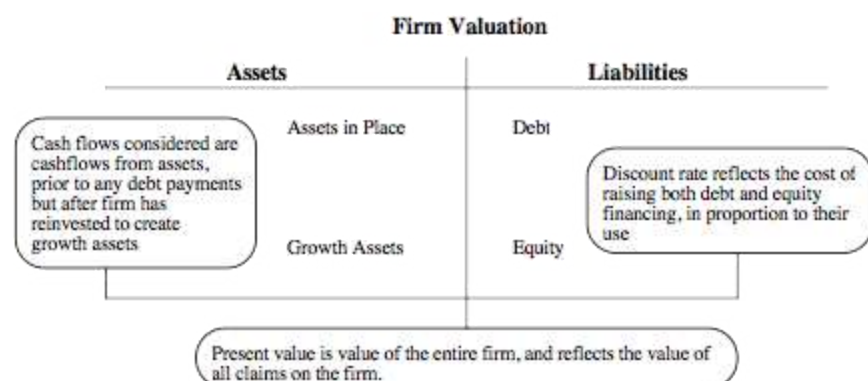 Firm Valuation
Assets
Liabilities
Assets in Place
Debt
Cash flows considered are
cashflows from assets,
prior to any debt payments
but after firm has
reinvested to create
growth assets
Discount rate reflects the cost of
raising both debt and equity
financing, in proportion to their
use
Growth Assets
Equity
Present value is value of the entire firm, and reflects the value of
all claims on the firm.